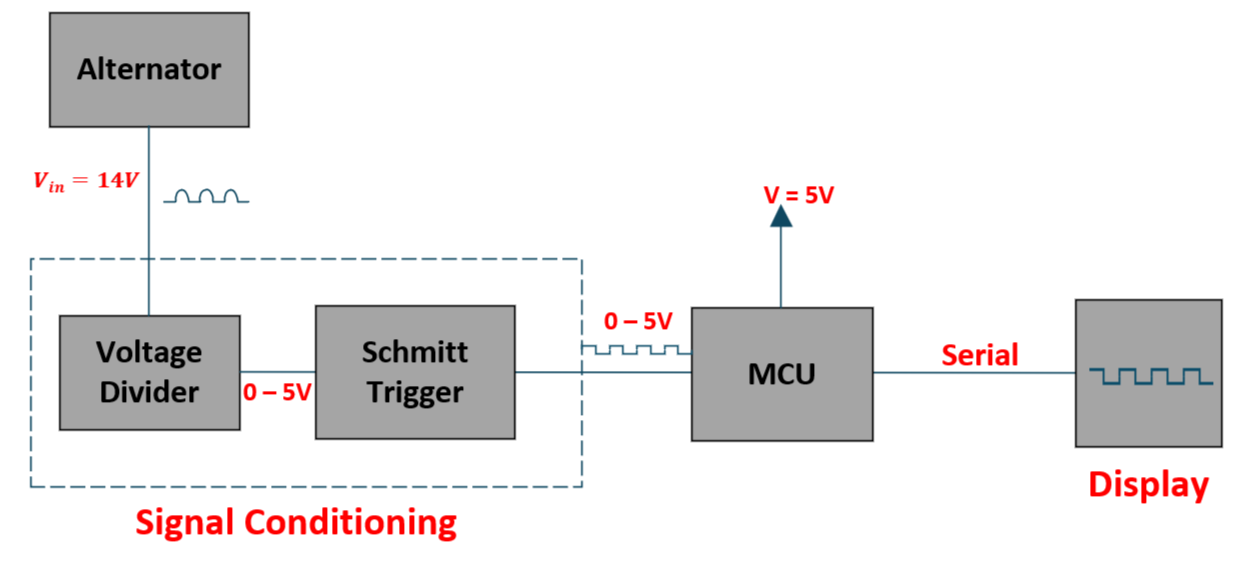 Alternator
V_in = 14V
V = 5V
Voltage
Divider
0 – 5V
Schmitt
Trigger
0 – 5V
MCU
Serial
Display
Signal Conditioning